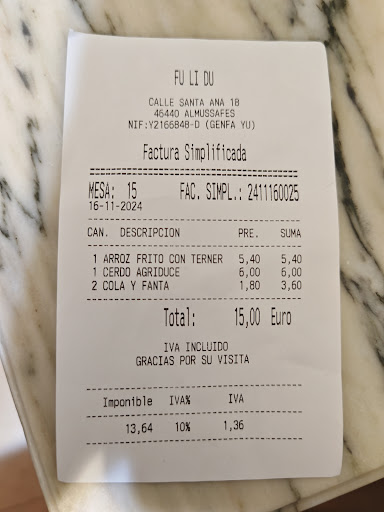 FU LI DU
CALLE SANTA ANA 18
46440 ALMUSSAFES
NIF:Y2166848-D (GENFA YU)
Factura Simplificada
MESA: 15 FAC. SIMPL.: 2411160025
16-11-2024
CAN. DESCRIPCION PRE. SUMA
1 ARROZ FRITO CON TERNER 5,40 5,40
1 CERDO AGRIDUCE 6,00 6,00
2 COLA Y FANTA 1,80 3,60
Total: 15,00 Euro
IVA INCLUIDO
GRACIAS POR SU VISITA
Imponible IVA% IVA
13,64 10% 1,36